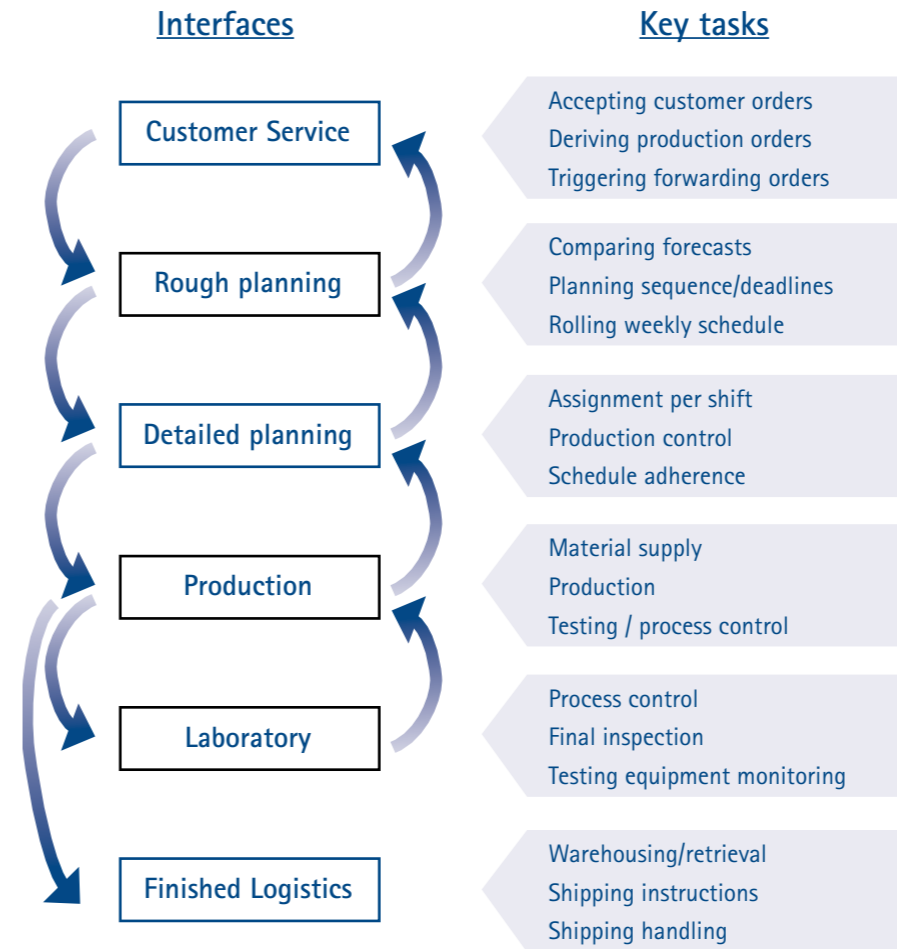 Interfaces
Key tasks
Customer Service
Accepting customer orders
Deriving production orders
Triggering forwarding orders
Rough planning
Comparing forecasts
Planning sequence/deadlines
Rolling weekly schedule
Detailed planning
Assignment per shift
Production control
Schedule adherence
Production
Material supply
Production
Testing / process control
Laboratory
Process control
Final inspection
Testing equipment monitoring
Finished Logistics
Warehousing/retrieval
Shipping instructions
Shipping handling